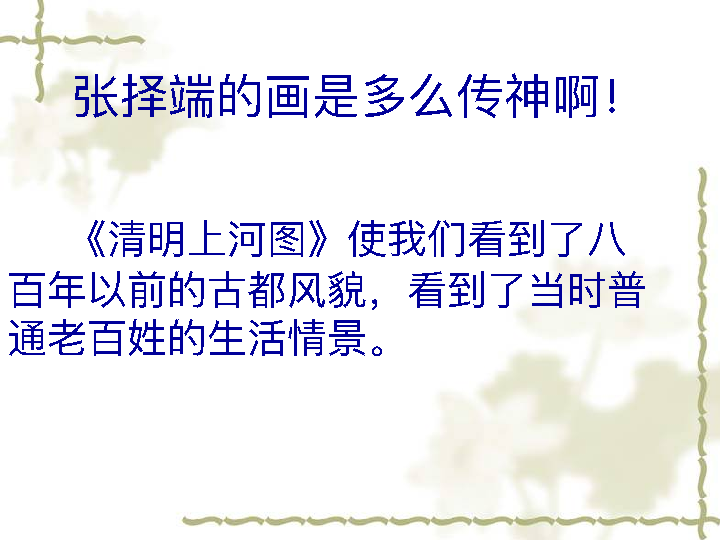 张择端的画是多么传神啊！
《清明上河图》使我们看到了八
百年以前的古都风貌，看到了当时普
通老百姓的生活情景。